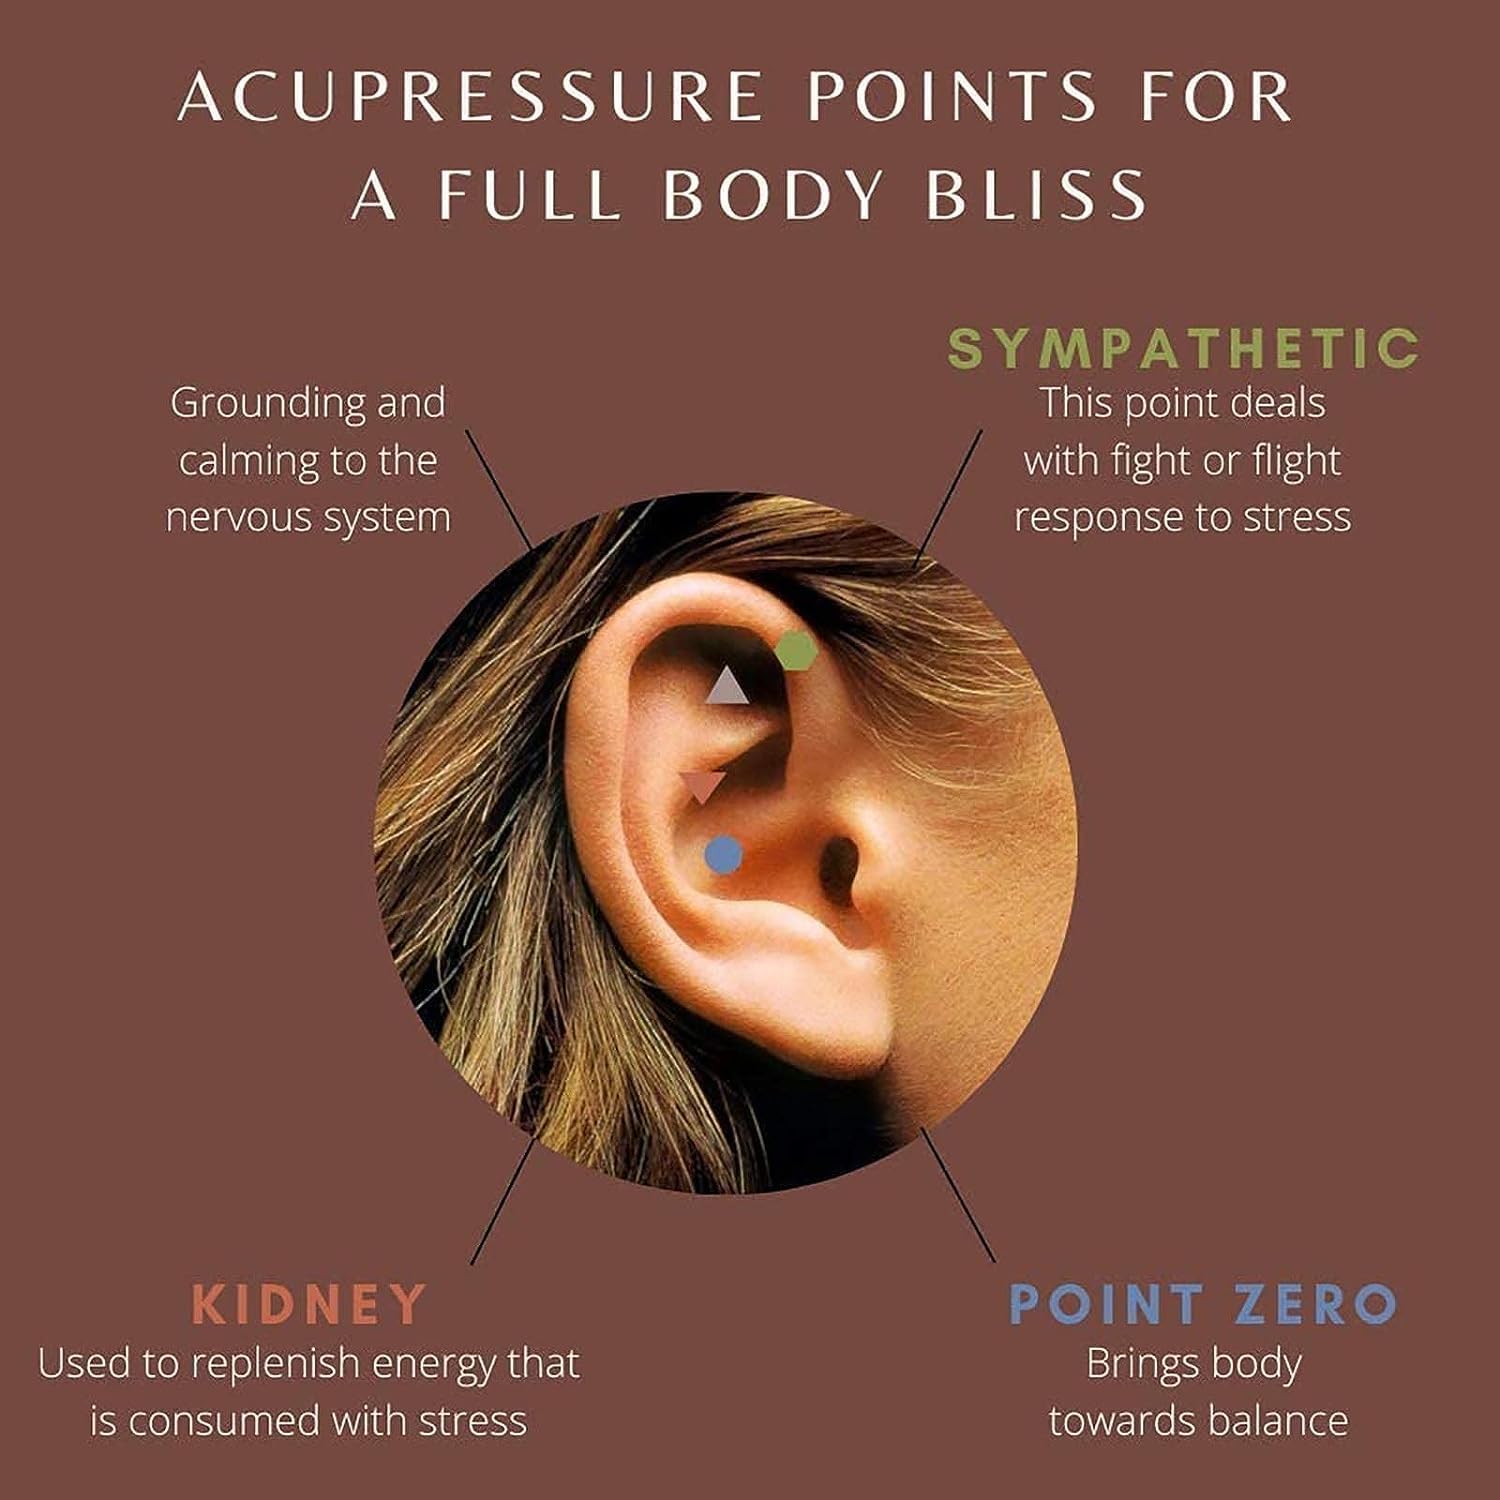 ACUPRESSURE POINTS FOR
A FULL BODY BLISS
Grounding and
calming to the
nervous system
SYMPATHETIC
This point deals
with fight or flight
response to stress
KIDNEY
Used to replenish energy that
is consumed with stress
POINT ZERO
Brings body
towards balance